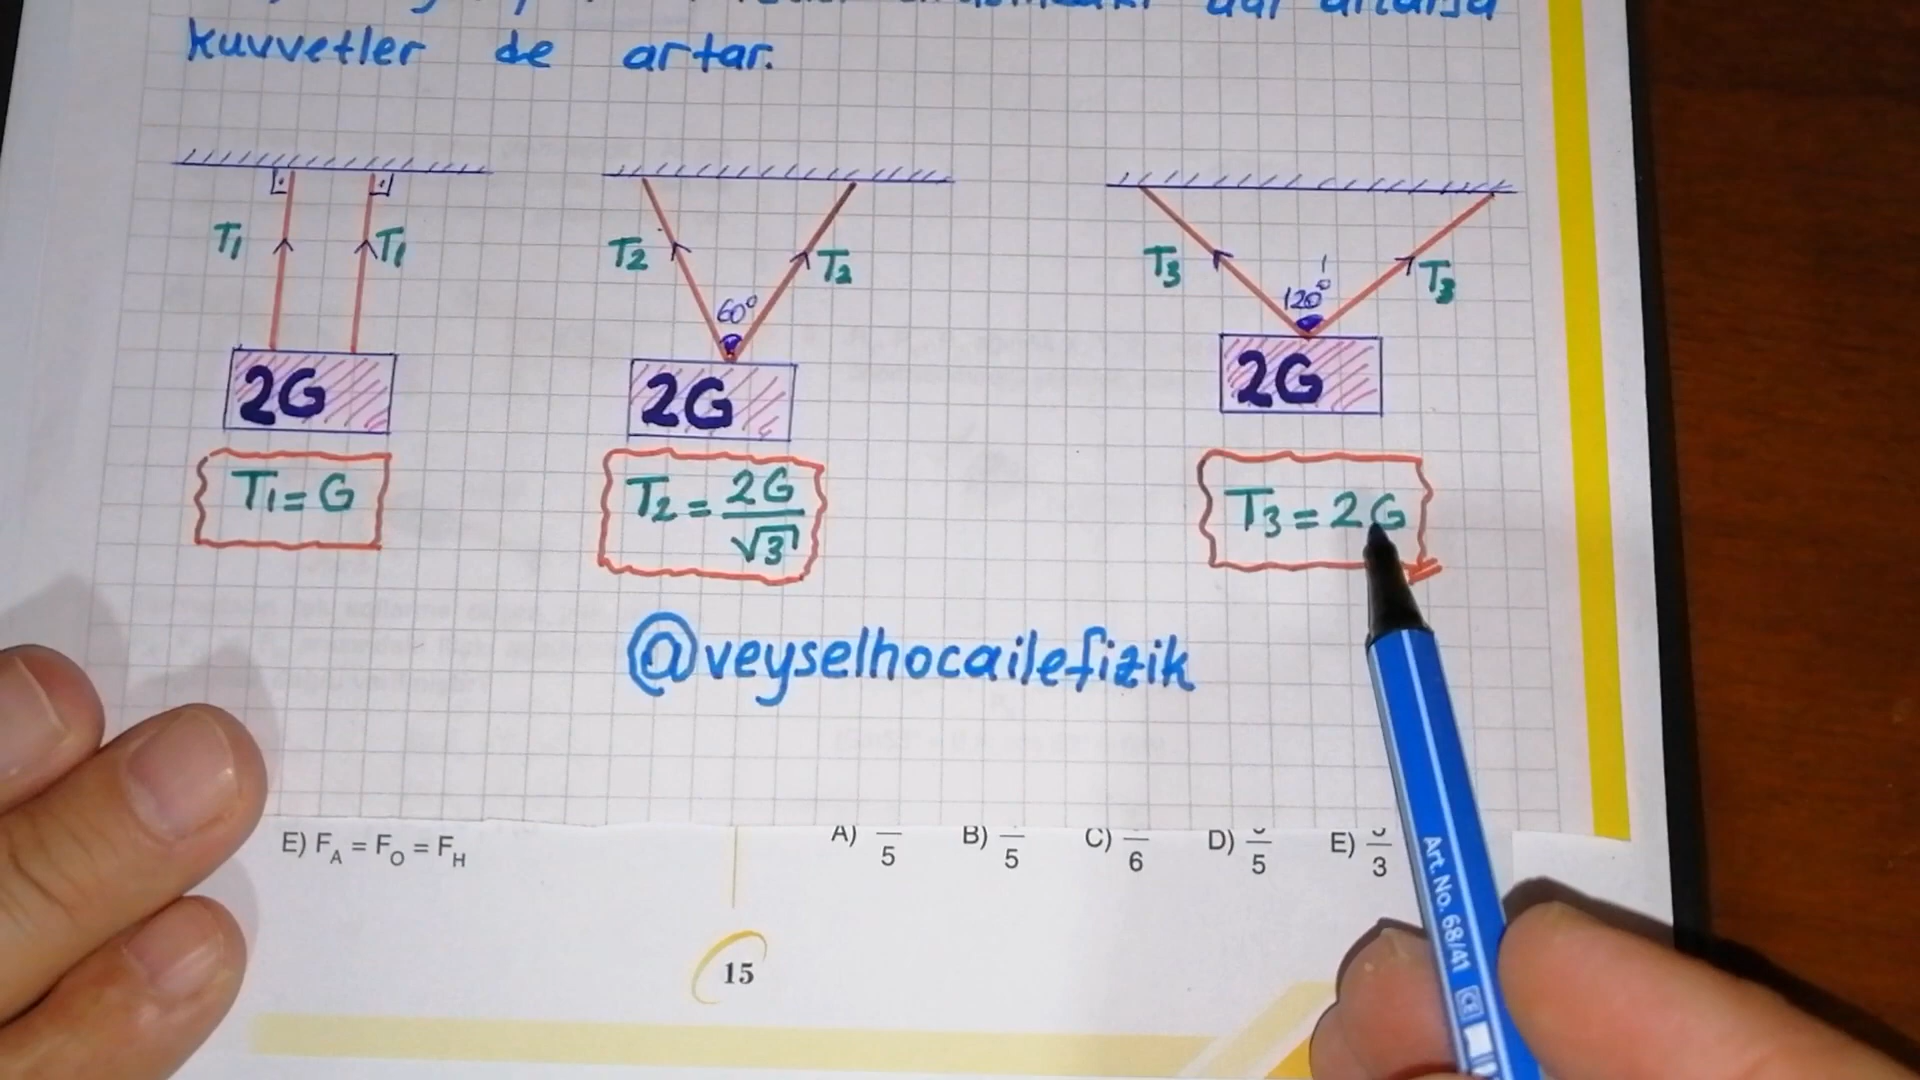 kuvvetler de artar.
T1 T1
T2 60° T2
T3 120° T3
2G
2G
2G
T1 = G
T2 = 2G/√3
T3 = 2G
@veyselhocailefizik
E) FA = FO = FH
A) 5 B) 5 C) 6 D) 5 E) 3
15
Art. No. 68/41 CE